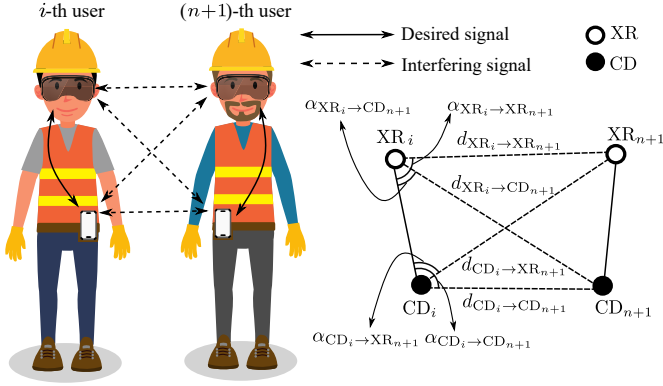 i-th user
(n+1)-th user
Desired signal
Interfering signal
XR
CD
α_{XR_i→CD_{n+1}}
α_{XR_i→XR_{n+1}}
XR_i
d_{XR_i→XR_{n+1}}
XR_{n+1}
d_{XR_i→CD_{n+1}}
d_{CD_i→XR_{n+1}}
d_{CD_i→CD_{n+1}}
CD_i
CD_{n+1}
α_{CD_i→XR_{n+1}}
α_{CD_i→CD_{n+1}}